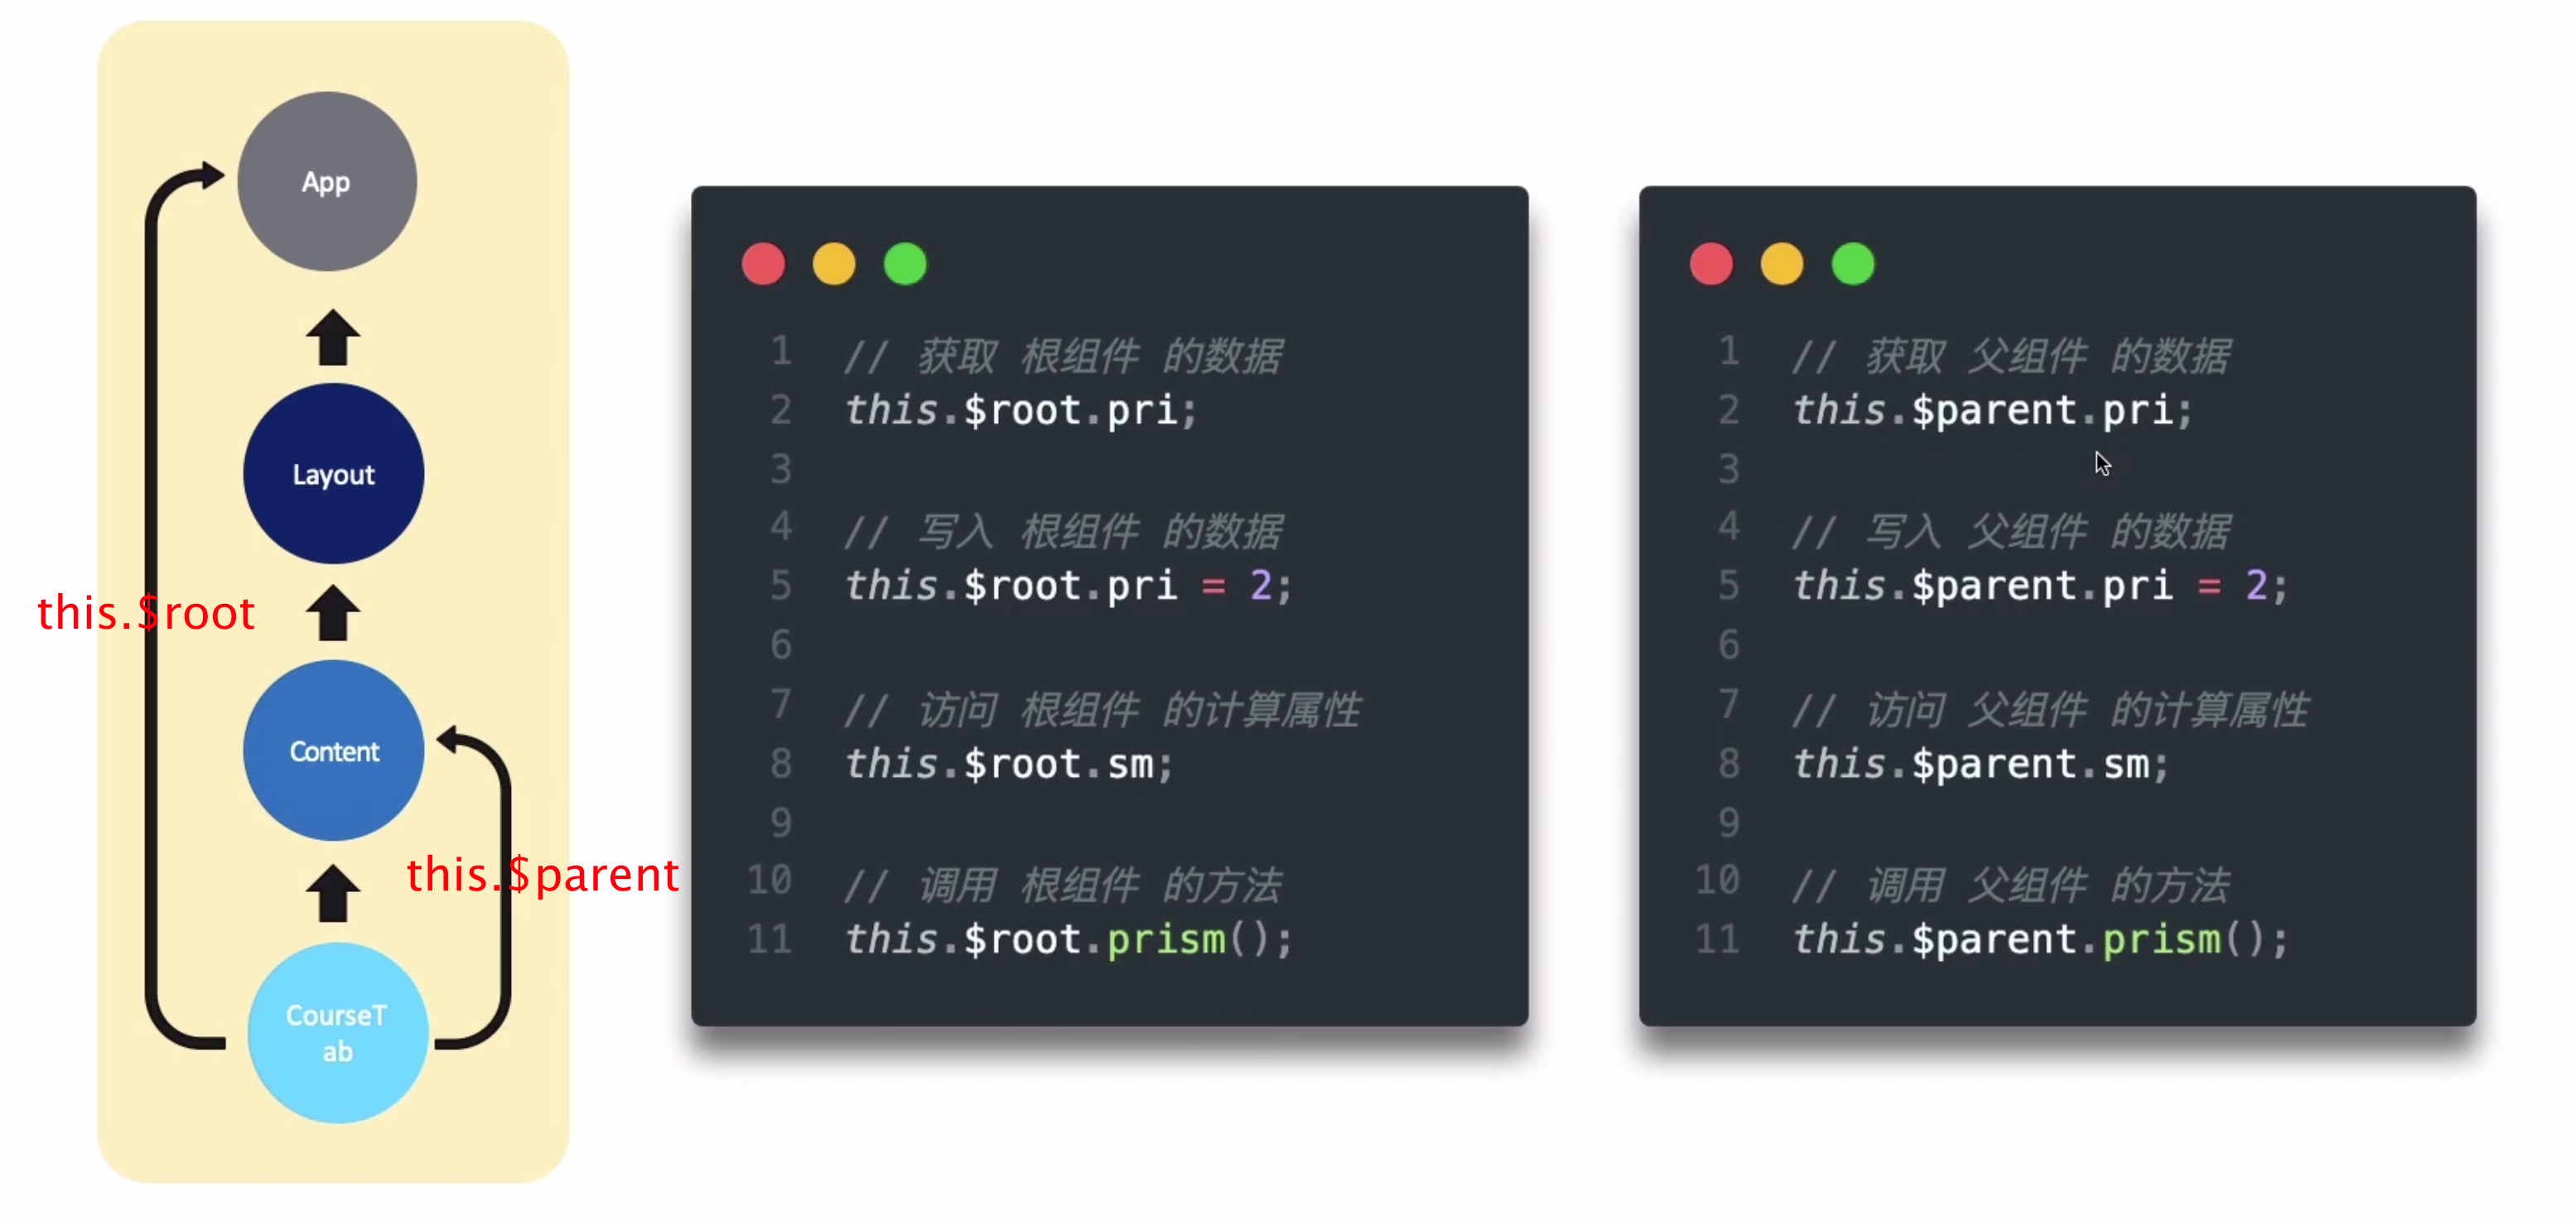 App
Layout
this.$root
Content
this.$parent
CourseT
ab
1 // 获取 根组件 的数据
2 this.$root.pri;
3
4 // 写入 根组件 的数据
5 this.$root.pri = 2;
6
7 // 访问 根组件 的计算属性
8 this.$root.sm;
9
10 // 调用 根组件 的方法
11 this.$root.prism();
1 // 获取 父组件 的数据
2 this.$parent.pri;
3
4 // 写入 父组件 的数据
5 this.$parent.pri = 2;
6
7 // 访问 父组件 的计算属性
8 this.$parent.sm;
9
10 // 调用 父组件 的方法
11 this.$parent.prism();